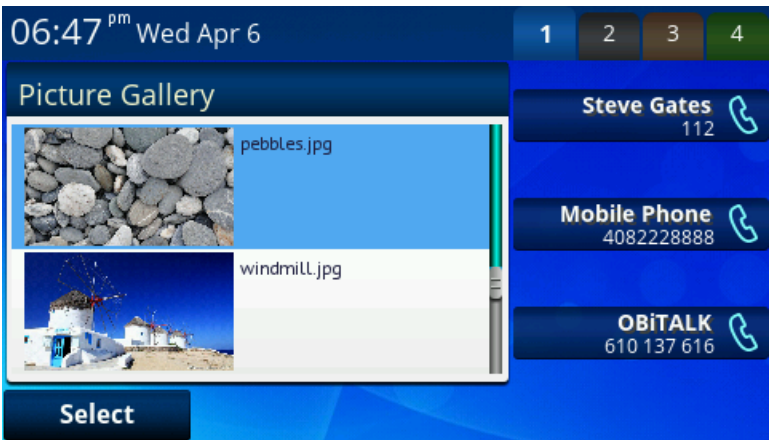 06:47 pm Wed Apr 6
1 2 3 4
Picture Gallery
pebbles.jpg
windmill.jpg
Steve Gates
112
Mobile Phone
4082228888
OBiTALK
610 137 616
Select